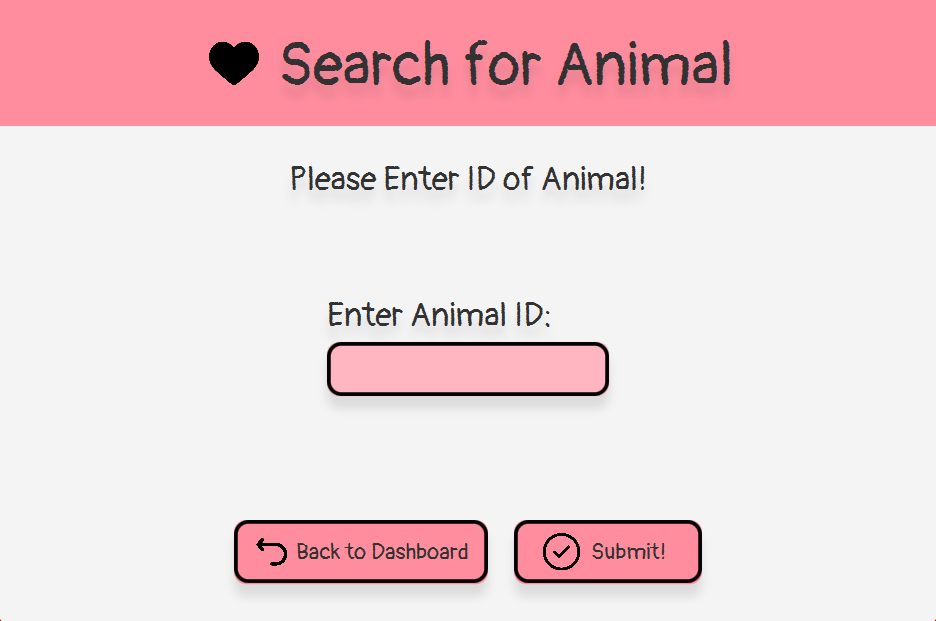 Search for Animal
Please Enter ID of Animal!
Enter Animal ID:
Back to Dashboard
Submit!